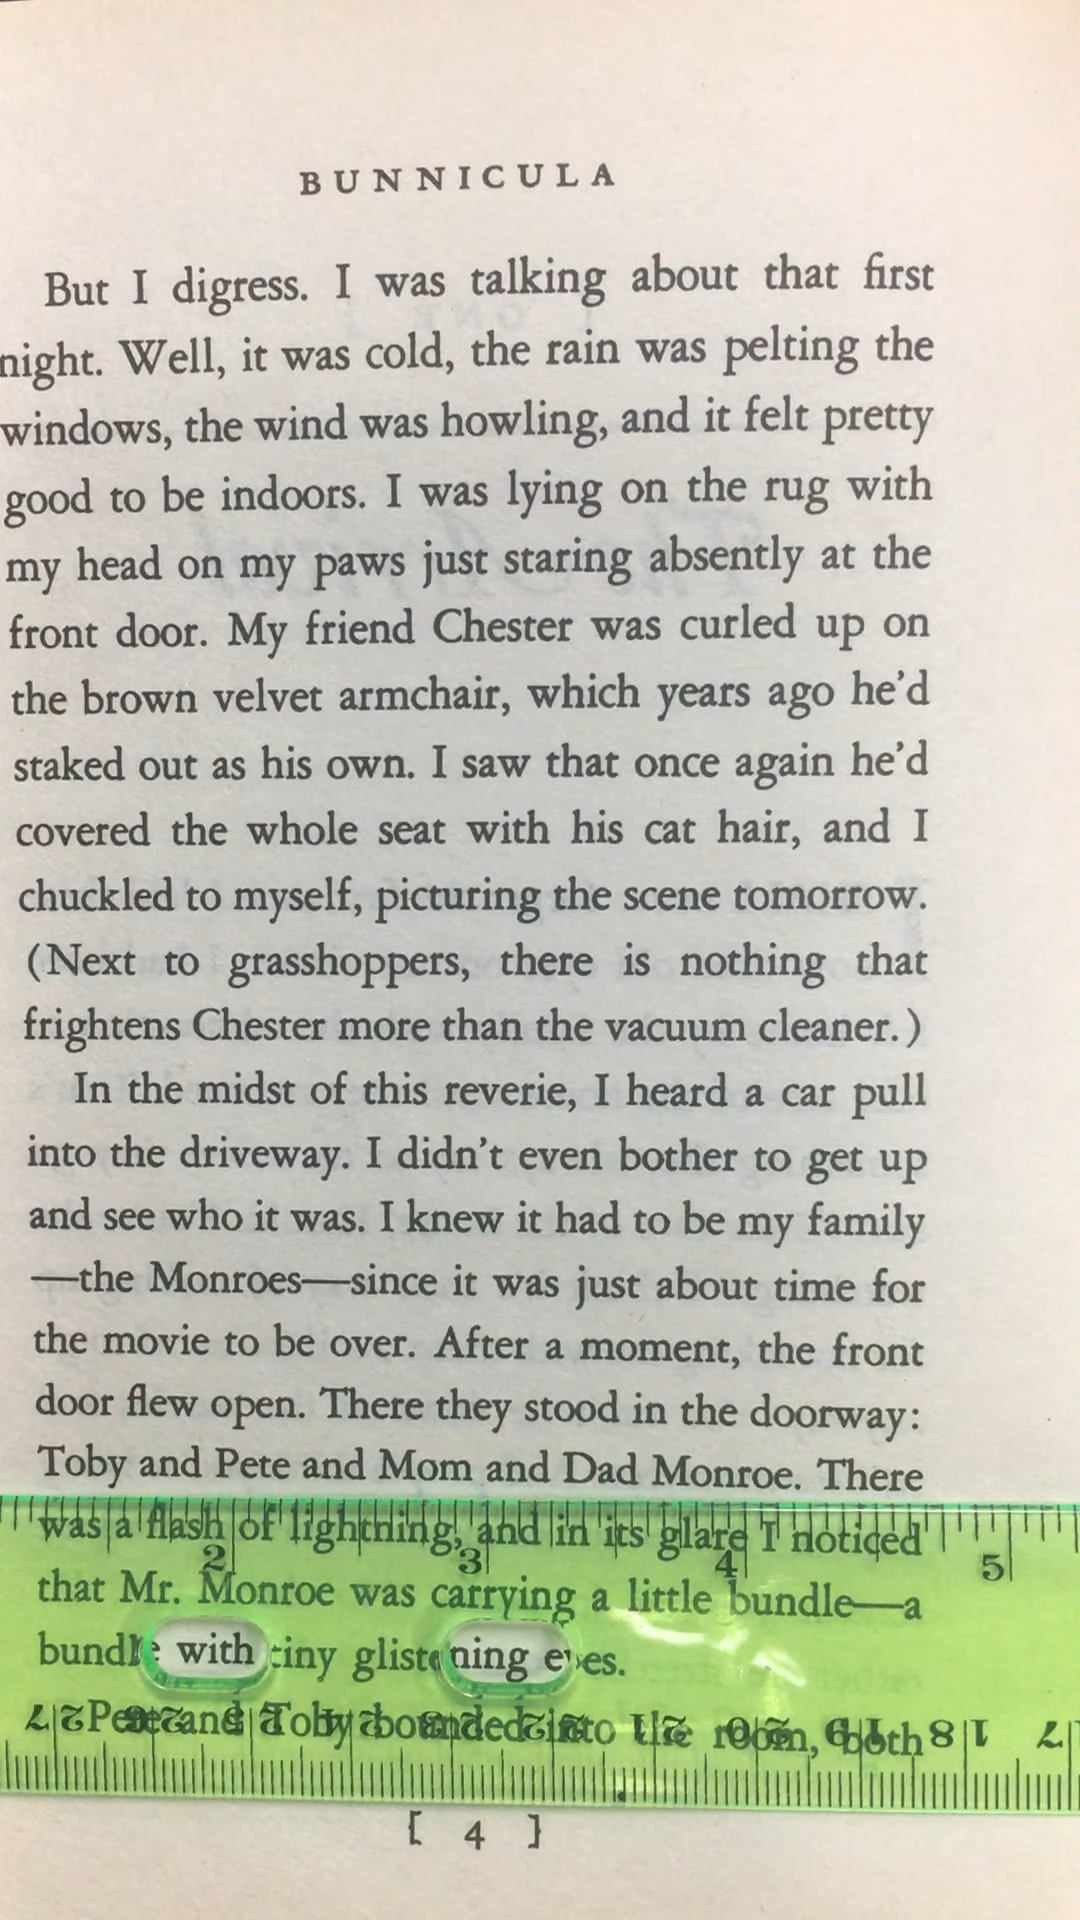 BUNNICULA
But I digress. I was talking about that first
night. Well, it was cold, the rain was pelting the
windows, the wind was howling, and it felt pretty
good to be indoors. I was lying on the rug with
my head on my paws just staring absently at the
front door. My friend Chester was curled up on
the brown velvet armchair, which years ago he'd
staked out as his own. I saw that once again he'd
covered the whole seat with his cat hair, and I
chuckled to myself, picturing the scene tomorrow.
(Next to grasshoppers, there is nothing that
frightens Chester more than the vacuum cleaner.)
In the midst of this reverie, I heard a car pull
into the driveway. I didn't even bother to get up
and see who it was. I knew it had to be my family
—the Monroes—since it was just about time for
the movie to be over. After a moment, the front
door flew open. There they stood in the doorway:
Toby and Pete and Mom and Dad Monroe. There
was a flash of lightning, and in its glare I noticed
2 3 4 5
that Mr. Monroe was carrying a little bundle—a
bundle with tiny glistening eyes.
Pete and Toby bounded into the room, both
18 17
[ 4 ]